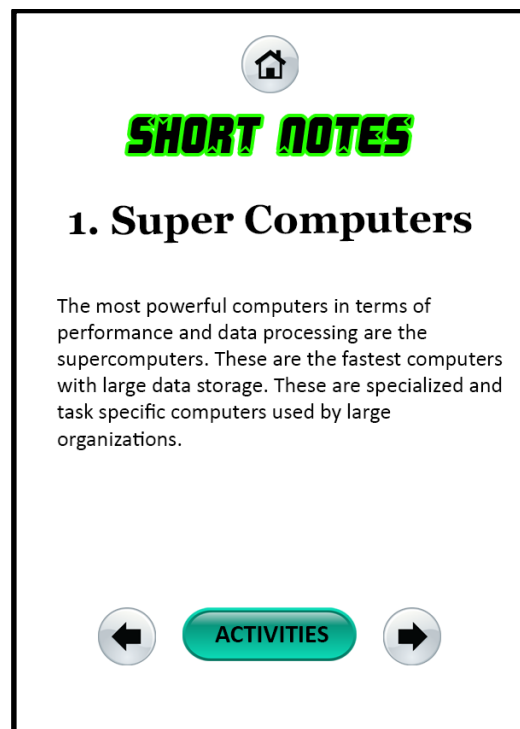 SHORT NOTES
1. Super Computers
The most powerful computers in terms of
performance and data processing are the
supercomputers. These are the fastest computers
with large data storage. These are specialized and
task specific computers used by large
organizations.
ACTIVITIES